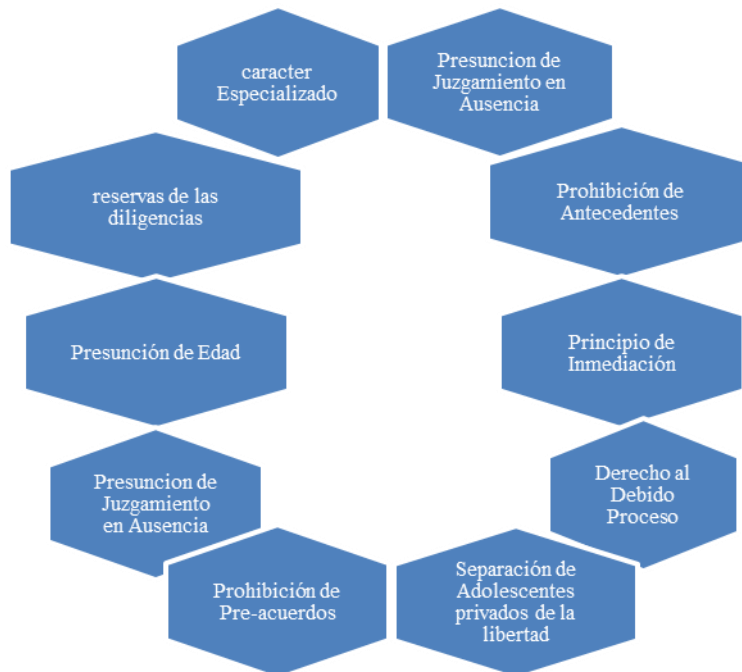 caracter
Especializado
Presuncion de
Juzgamiento en
Ausencia
Prohibición de
Antecedentes
Principio de
Inmediación
Derecho al
Debido
Proceso
Separación de
Adolescentes
privados de la
libertad
Prohibición de
Pre-acuerdos
Presuncion de
Juzgamiento
en Ausencia
Presunción de Edad
reservas de las
diligencias